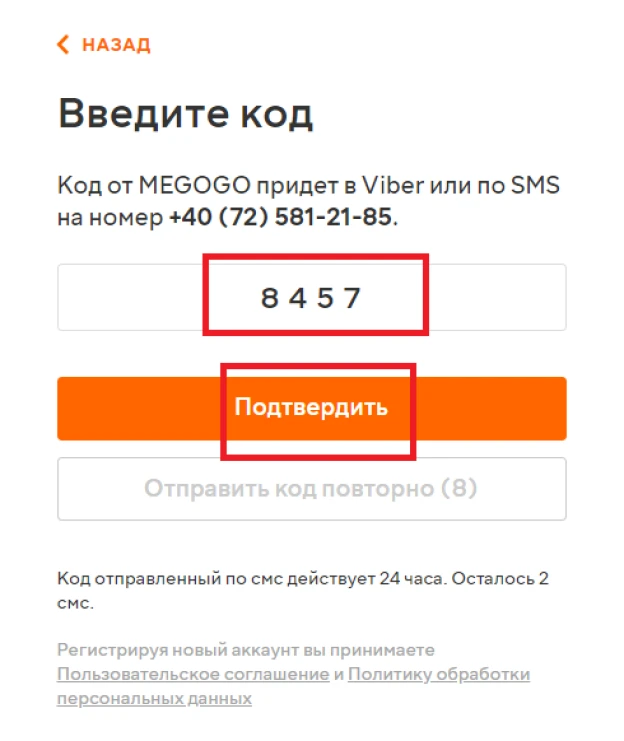 НАЗАД
Введите код
Код от MEGOGO придет в Viber или по SMS
на номер +40 (72) 581-21-85.
8 4 5 7
Подтвердить
Отправить код повторно (8)
Код отправленный по смс действует 24 часа. Осталось 2
смс.
Регистрируя новый аккаунт вы принимаете
Пользовательское соглашение и Политику обработки
персональных данных